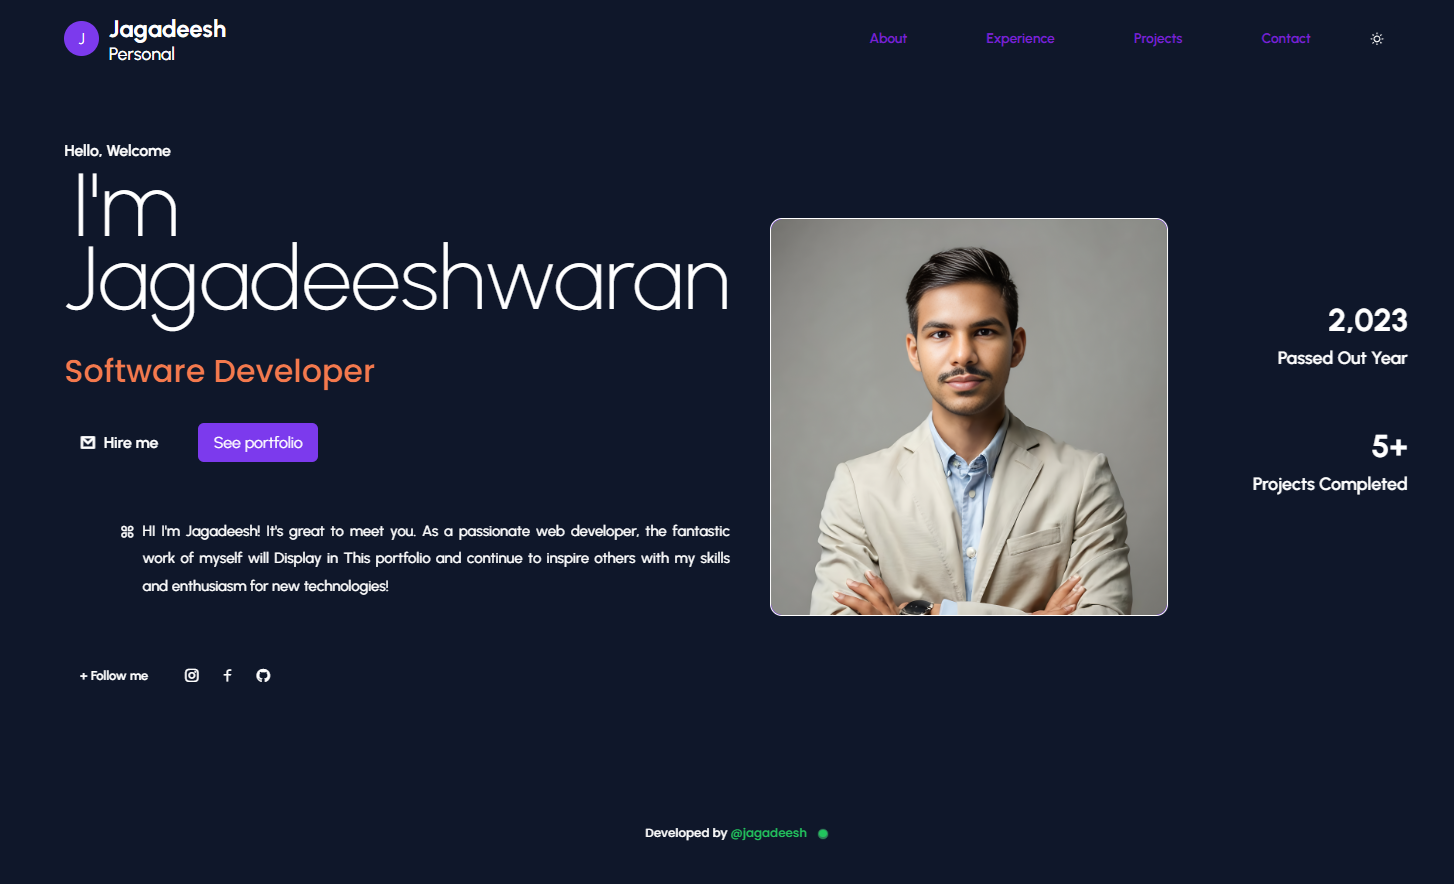 J
Jagadeesh
Personal
About
Experience
Projects
Contact
Hello, Welcome
I'm
Jagadeeshwaran
Software Developer
Hire me
See portfolio
HI I'm Jagadeesh! It's great to meet you. As a passionate web developer, the fantastic
work of myself will Display in This portfolio and continue to inspire others with my skills
and enthusiasm for new technologies!
2,023
Passed Out Year
5+
Projects Completed
+ Follow me
Developed by @jagadeesh